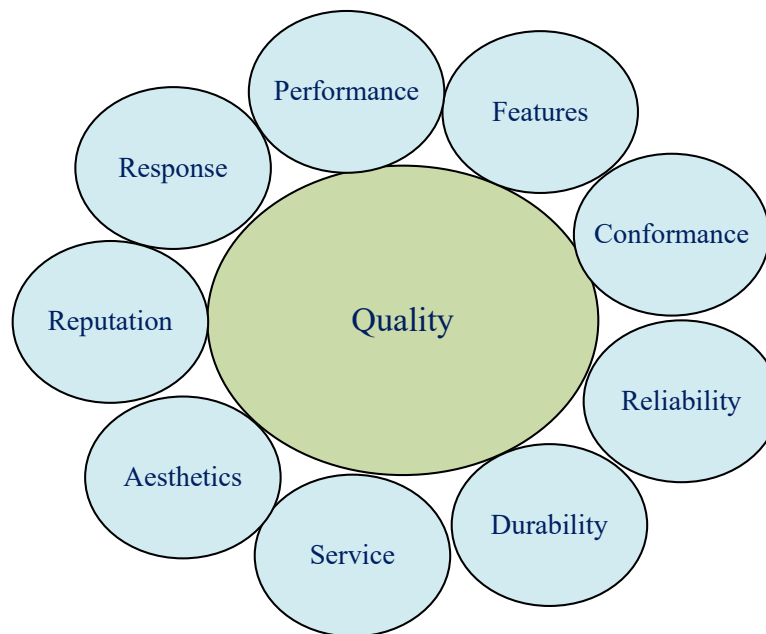 Performance
Features
Response
Conformance
Quality
Reputation
Reliability
Aesthetics
Durability
Service